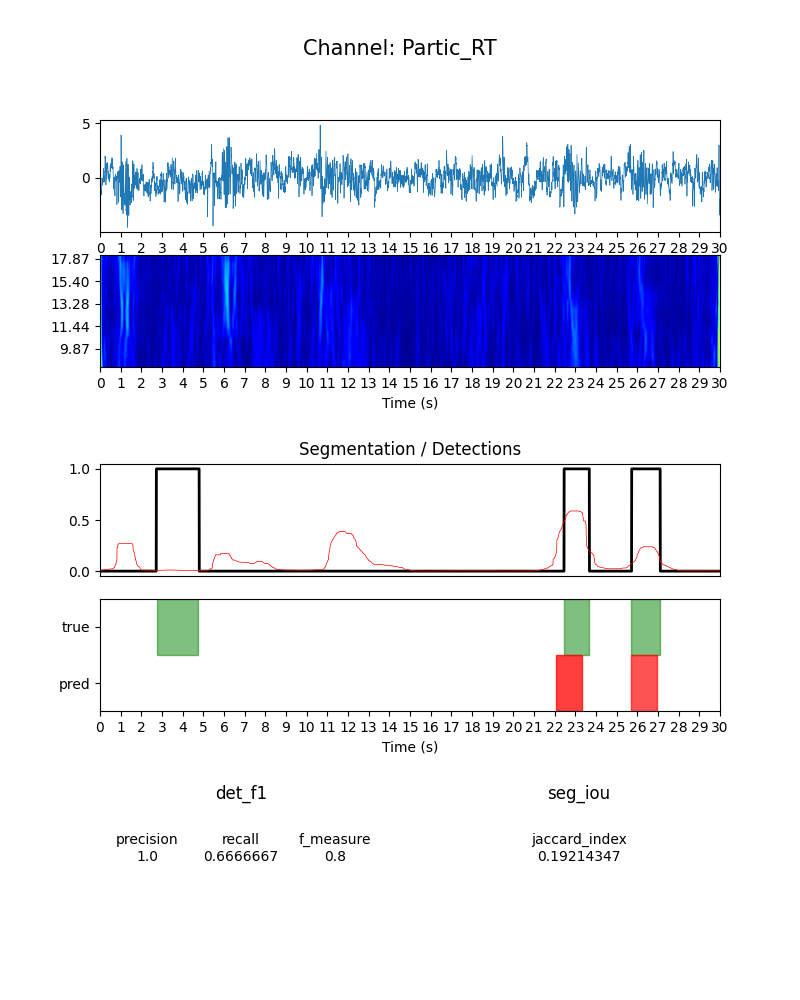 Channel: Partic_RT
5
0
0 1 2 3 4 5 6 7 8 9 10 11 12 13 14 15 16 17 18 19 20 21 22 23 24 25 26 27 28 29 30
17.87
15.40
13.28
11.44
9.87
0 1 2 3 4 5 6 7 8 9 10 11 12 13 14 15 16 17 18 19 20 21 22 23 24 25 26 27 28 29 30
Time (s)
Segmentation / Detections
1.0
0.5
0.0
true
pred
0 1 2 3 4 5 6 7 8 9 10 11 12 13 14 15 16 17 18 19 20 21 22 23 24 25 26 27 28 29 30
Time (s)
det_f1 seg_iou
precision recall f_measure jaccard_index
1.0 0.6666667 0.8 0.19214347